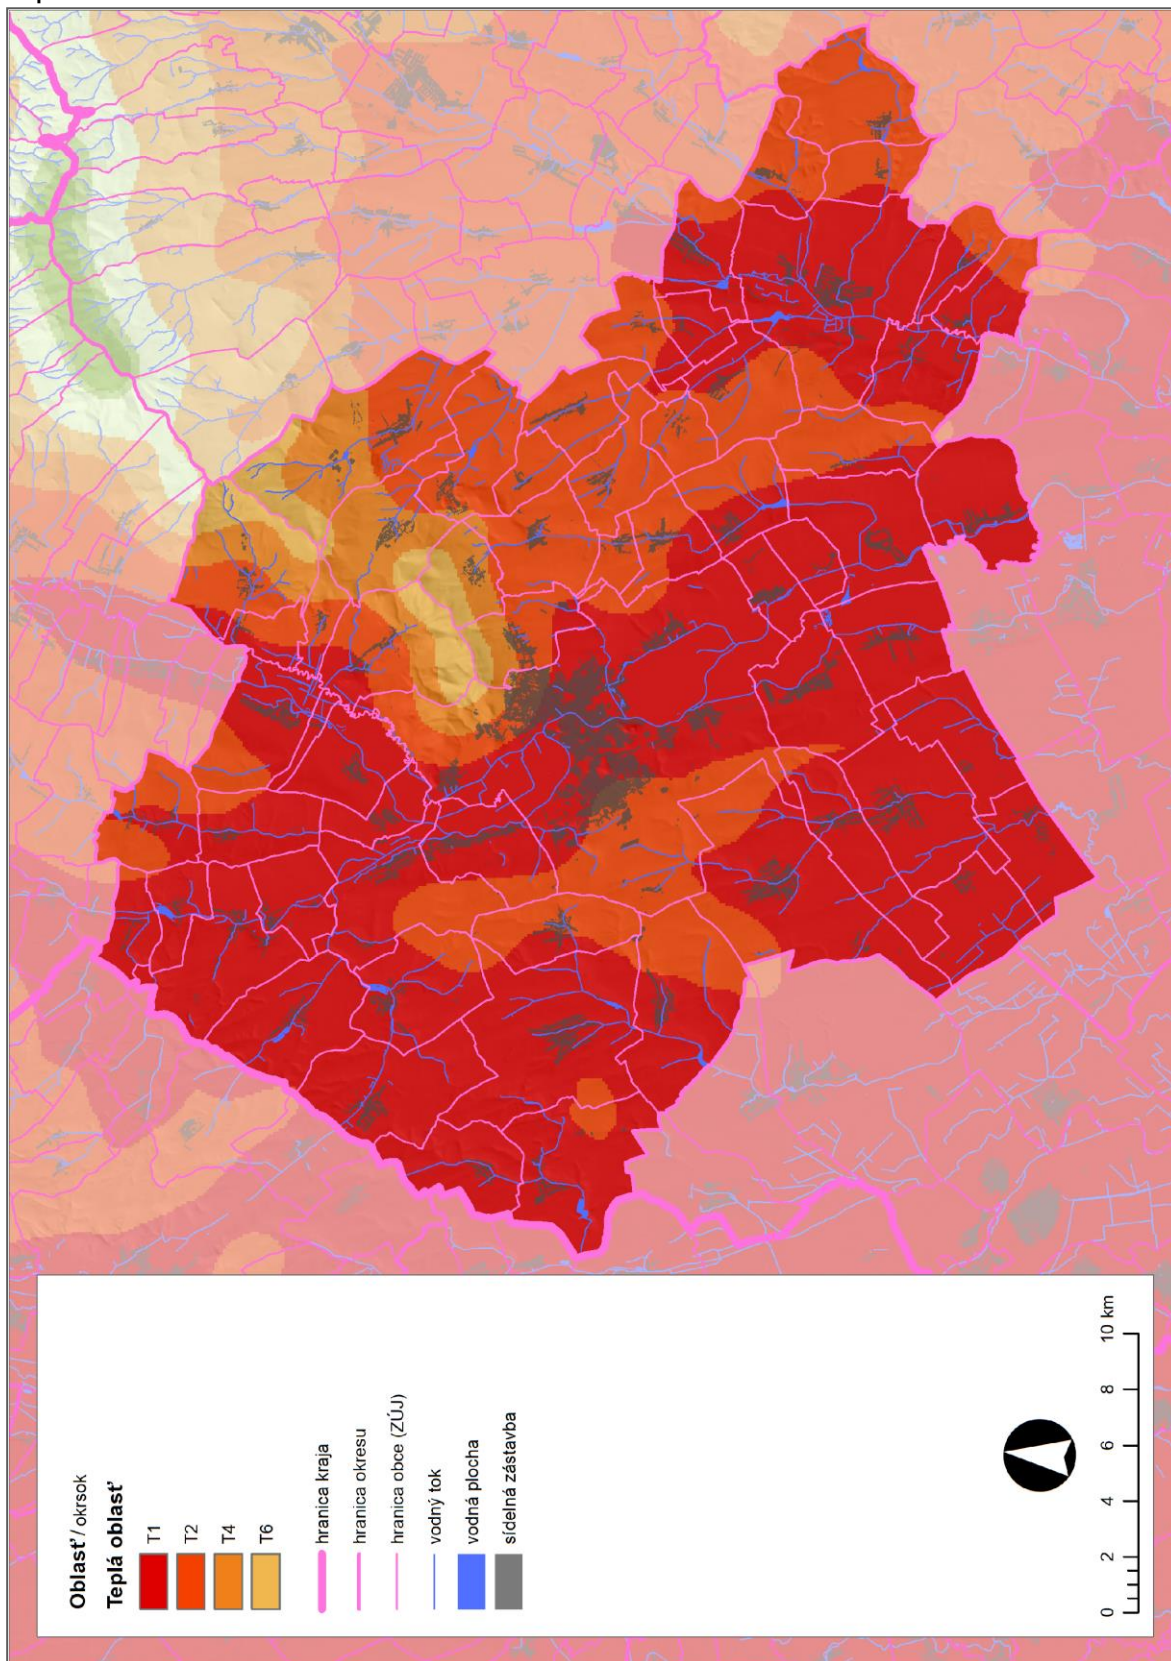 Oblasť / okrsok
Teplá oblasť
T1
T2
T4
T6
hranica kraja
hranica okresu
hranica obce (ZÚJ)
vodný tok
vodná plocha
sídelná zástavba
0 2 4 6 8 10 km